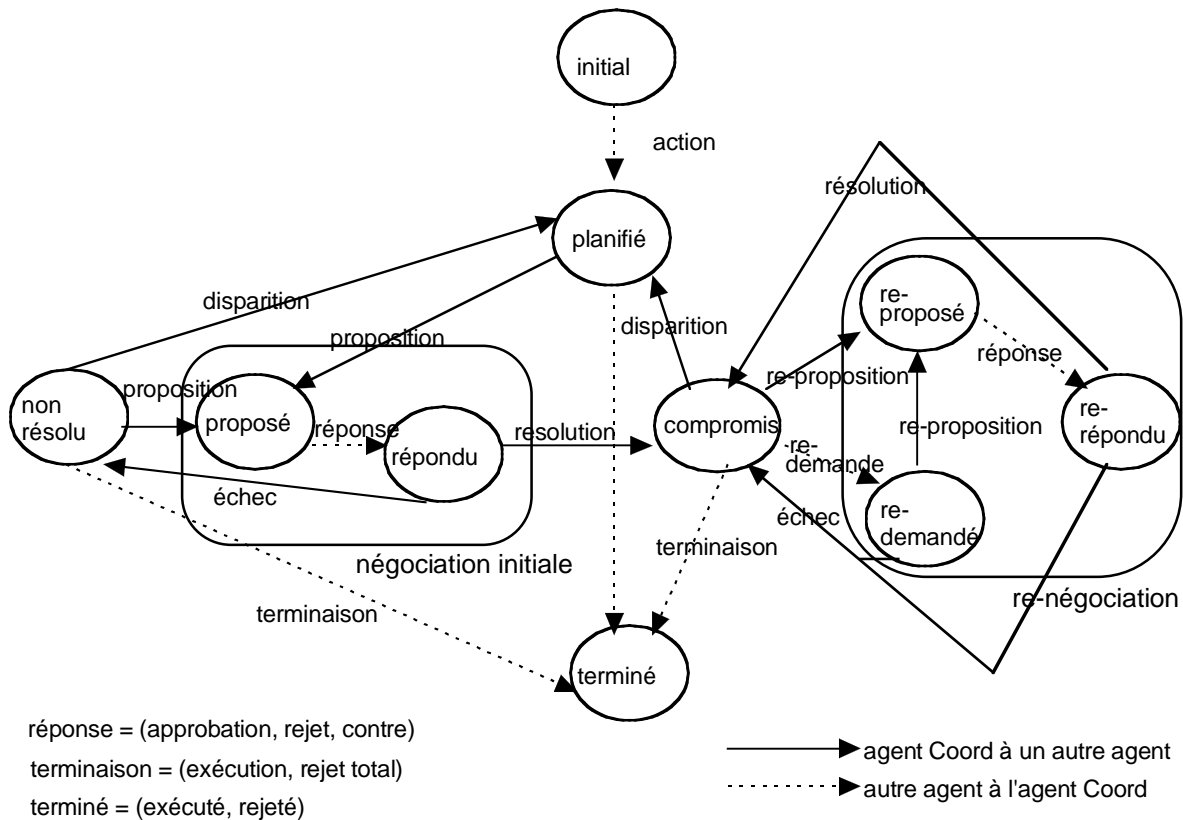 initial
action
résolution
planifié
re-
proposé
disparition
disparition
proposition
réponse
re-proposition
proposition
non
résolu
proposé
réponse
répondu
resolution
compromis
re-
demande
re-proposition
re-
répondu
échec
échec
re-
demandé
terminaison
négociation initiale
re-négociation
terminaison
terminé
réponse = (approbation, rejet, contre)
terminaison = (exécution, rejet total)
terminé = (exécuté, rejeté)
agent Coord à un autre agent
autre agent à l'agent Coord